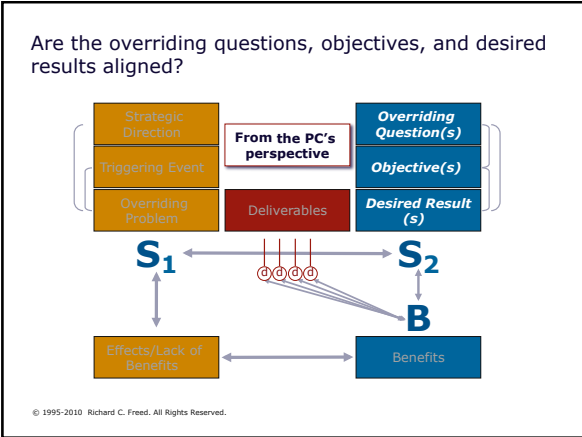 Are the overriding questions, objectives, and desired
results aligned?
Strategic
Direction
Triggering Event
Overriding
Problem
From the PC's
perspective
Deliverables
Overriding
Question(s)
Objective(s)
Desired Result
(s)
S1
S2
d d d d
B
Effects/Lack of
Benefits
Benefits
© 1995-2010 Richard C. Freed. All Rights Reserved.